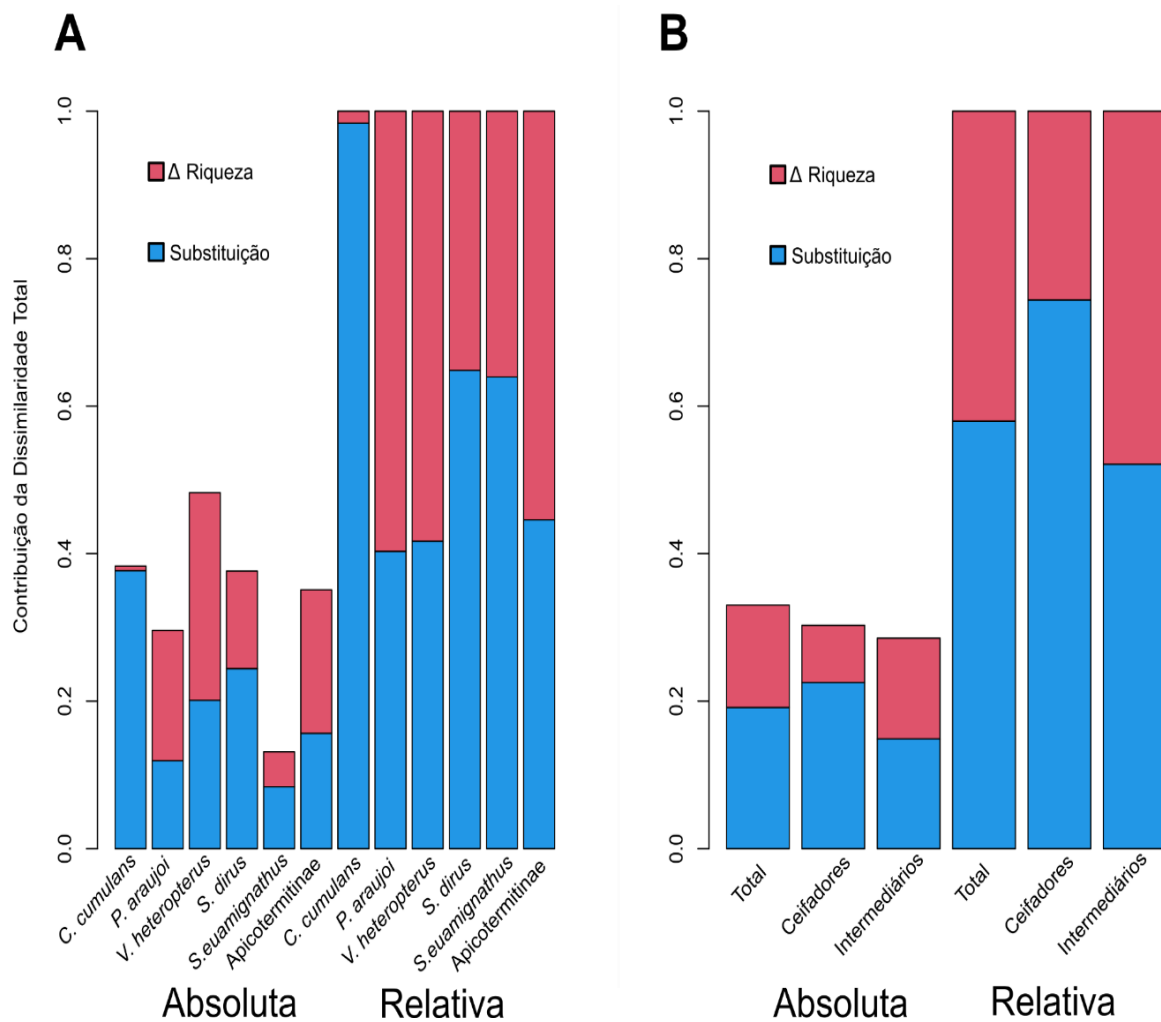 A
Contribuição da Dissimilaridade Total
1.0
0.8
0.6
0.4
0.2
0.0
Δ Riqueza
Substituição
C. cumulans
P. araujoi
V. heteropterus
S. dirus
S.euamignathus
Apicotermitinae
C. cumulans
P. araujoi
V. heteropterus
S. dirus
S.euamignathus
Apicotermitinae
Absoluta
Relativa
B
1.0
0.8
0.6
0.4
0.2
0.0
Δ Riqueza
Substituição
Total
Ceifadores
Intermediários
Total
Ceifadores
Intermediários
Absoluta
Relativa